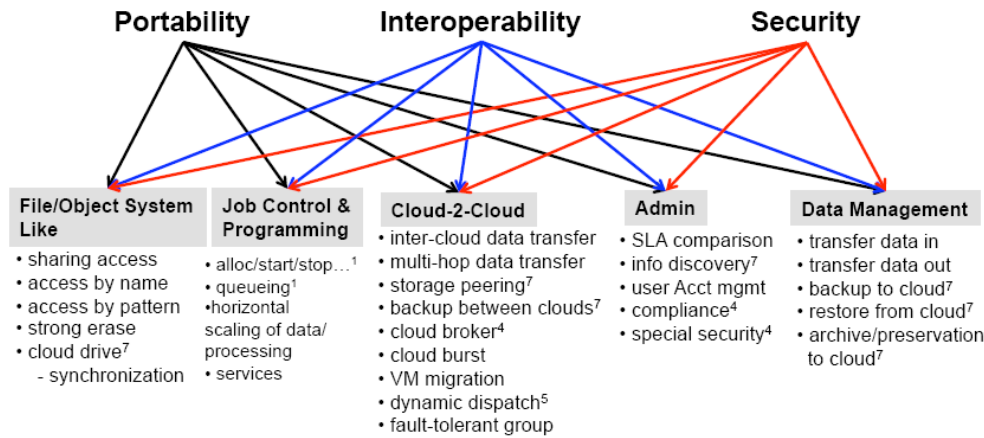 Portability
Interoperability
Security
File/Object System
Like
• sharing access
• access by name
• access by pattern
• strong erase
• cloud drive⁷
- synchronization
Job Control &
Programming
• alloc/start/stop…¹
• queueing¹
•horizontal
scaling of data/
processing
• services
Cloud-2-Cloud
• inter-cloud data transfer
• multi-hop data transfer
• storage peering⁷
• backup between clouds⁷
• cloud broker⁴
• cloud burst
• VM migration
• dynamic dispatch⁵
• fault-tolerant group
Admin
• SLA comparison
• info discovery⁷
• user Acct mgmt
• compliance⁴
• special security⁴
Data Management
• transfer data in
• transfer data out
• backup to cloud⁷
• restore from cloud⁷
• archive/preservation
to cloud⁷